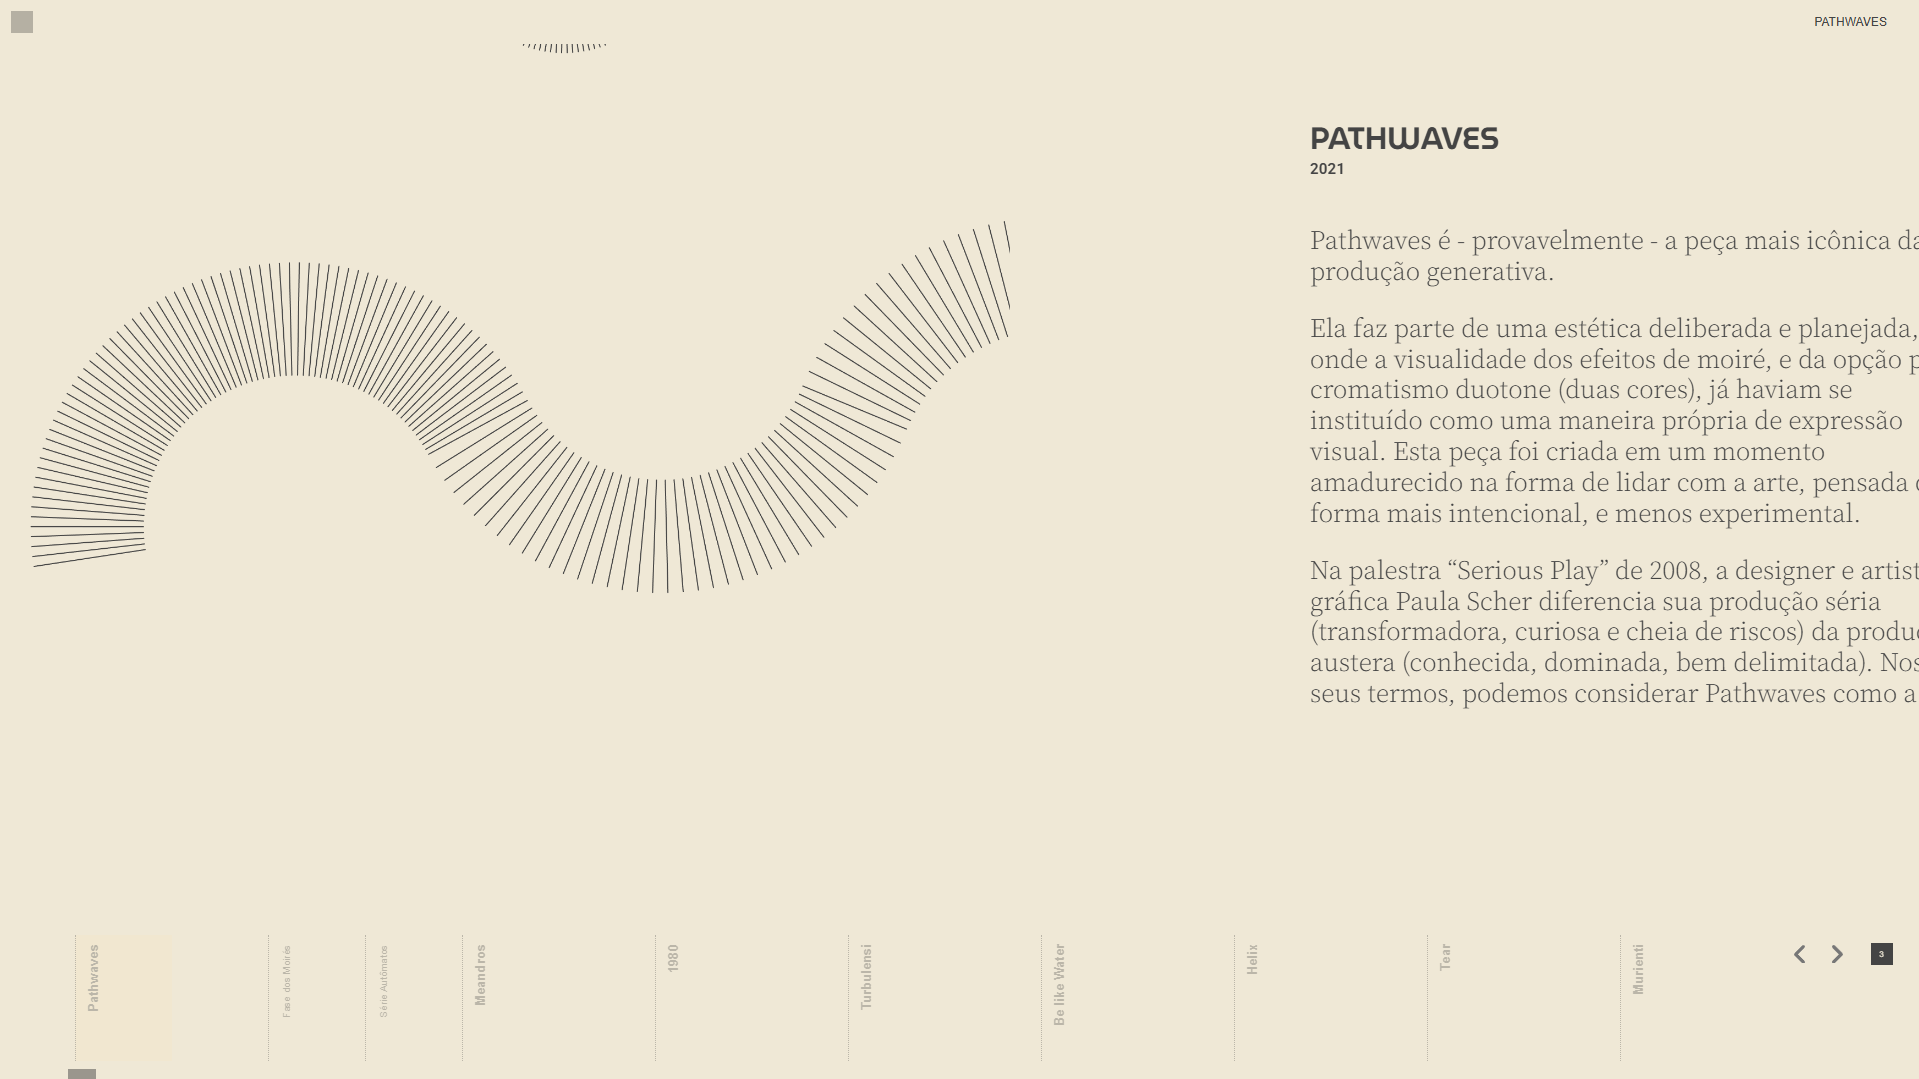 PATHWAVES
PATHWAVES
2021
Pathwaves é - provavelmente - a peça mais icônica da
produção generativa.
Ela faz parte de uma estética deliberada e planejada,
onde a visualidade dos efeitos de moiré, e da opção
cromatismo duotone (duas cores), já haviam se
instituído como uma maneira própria de expressão
visual. Esta peça foi criada em um momento
amadurecido na forma de lidar com a arte, pensada
forma mais intencional, e menos experimental.
Na palestra “Serious Play” de 2008, a designer e
gráfica Paula Scher diferencia sua produção séria
(transformadora, curiosa e cheia de riscos) da
austera (conhecida, dominada, bem delimitada).
seus termos, podemos considerar Pathwaves como a
Pathwaves
Fase dos Moirés
Série Autômatos
Meandros
1980
Turbulensi
Be like Water
Helix
Tear
Murienti
3